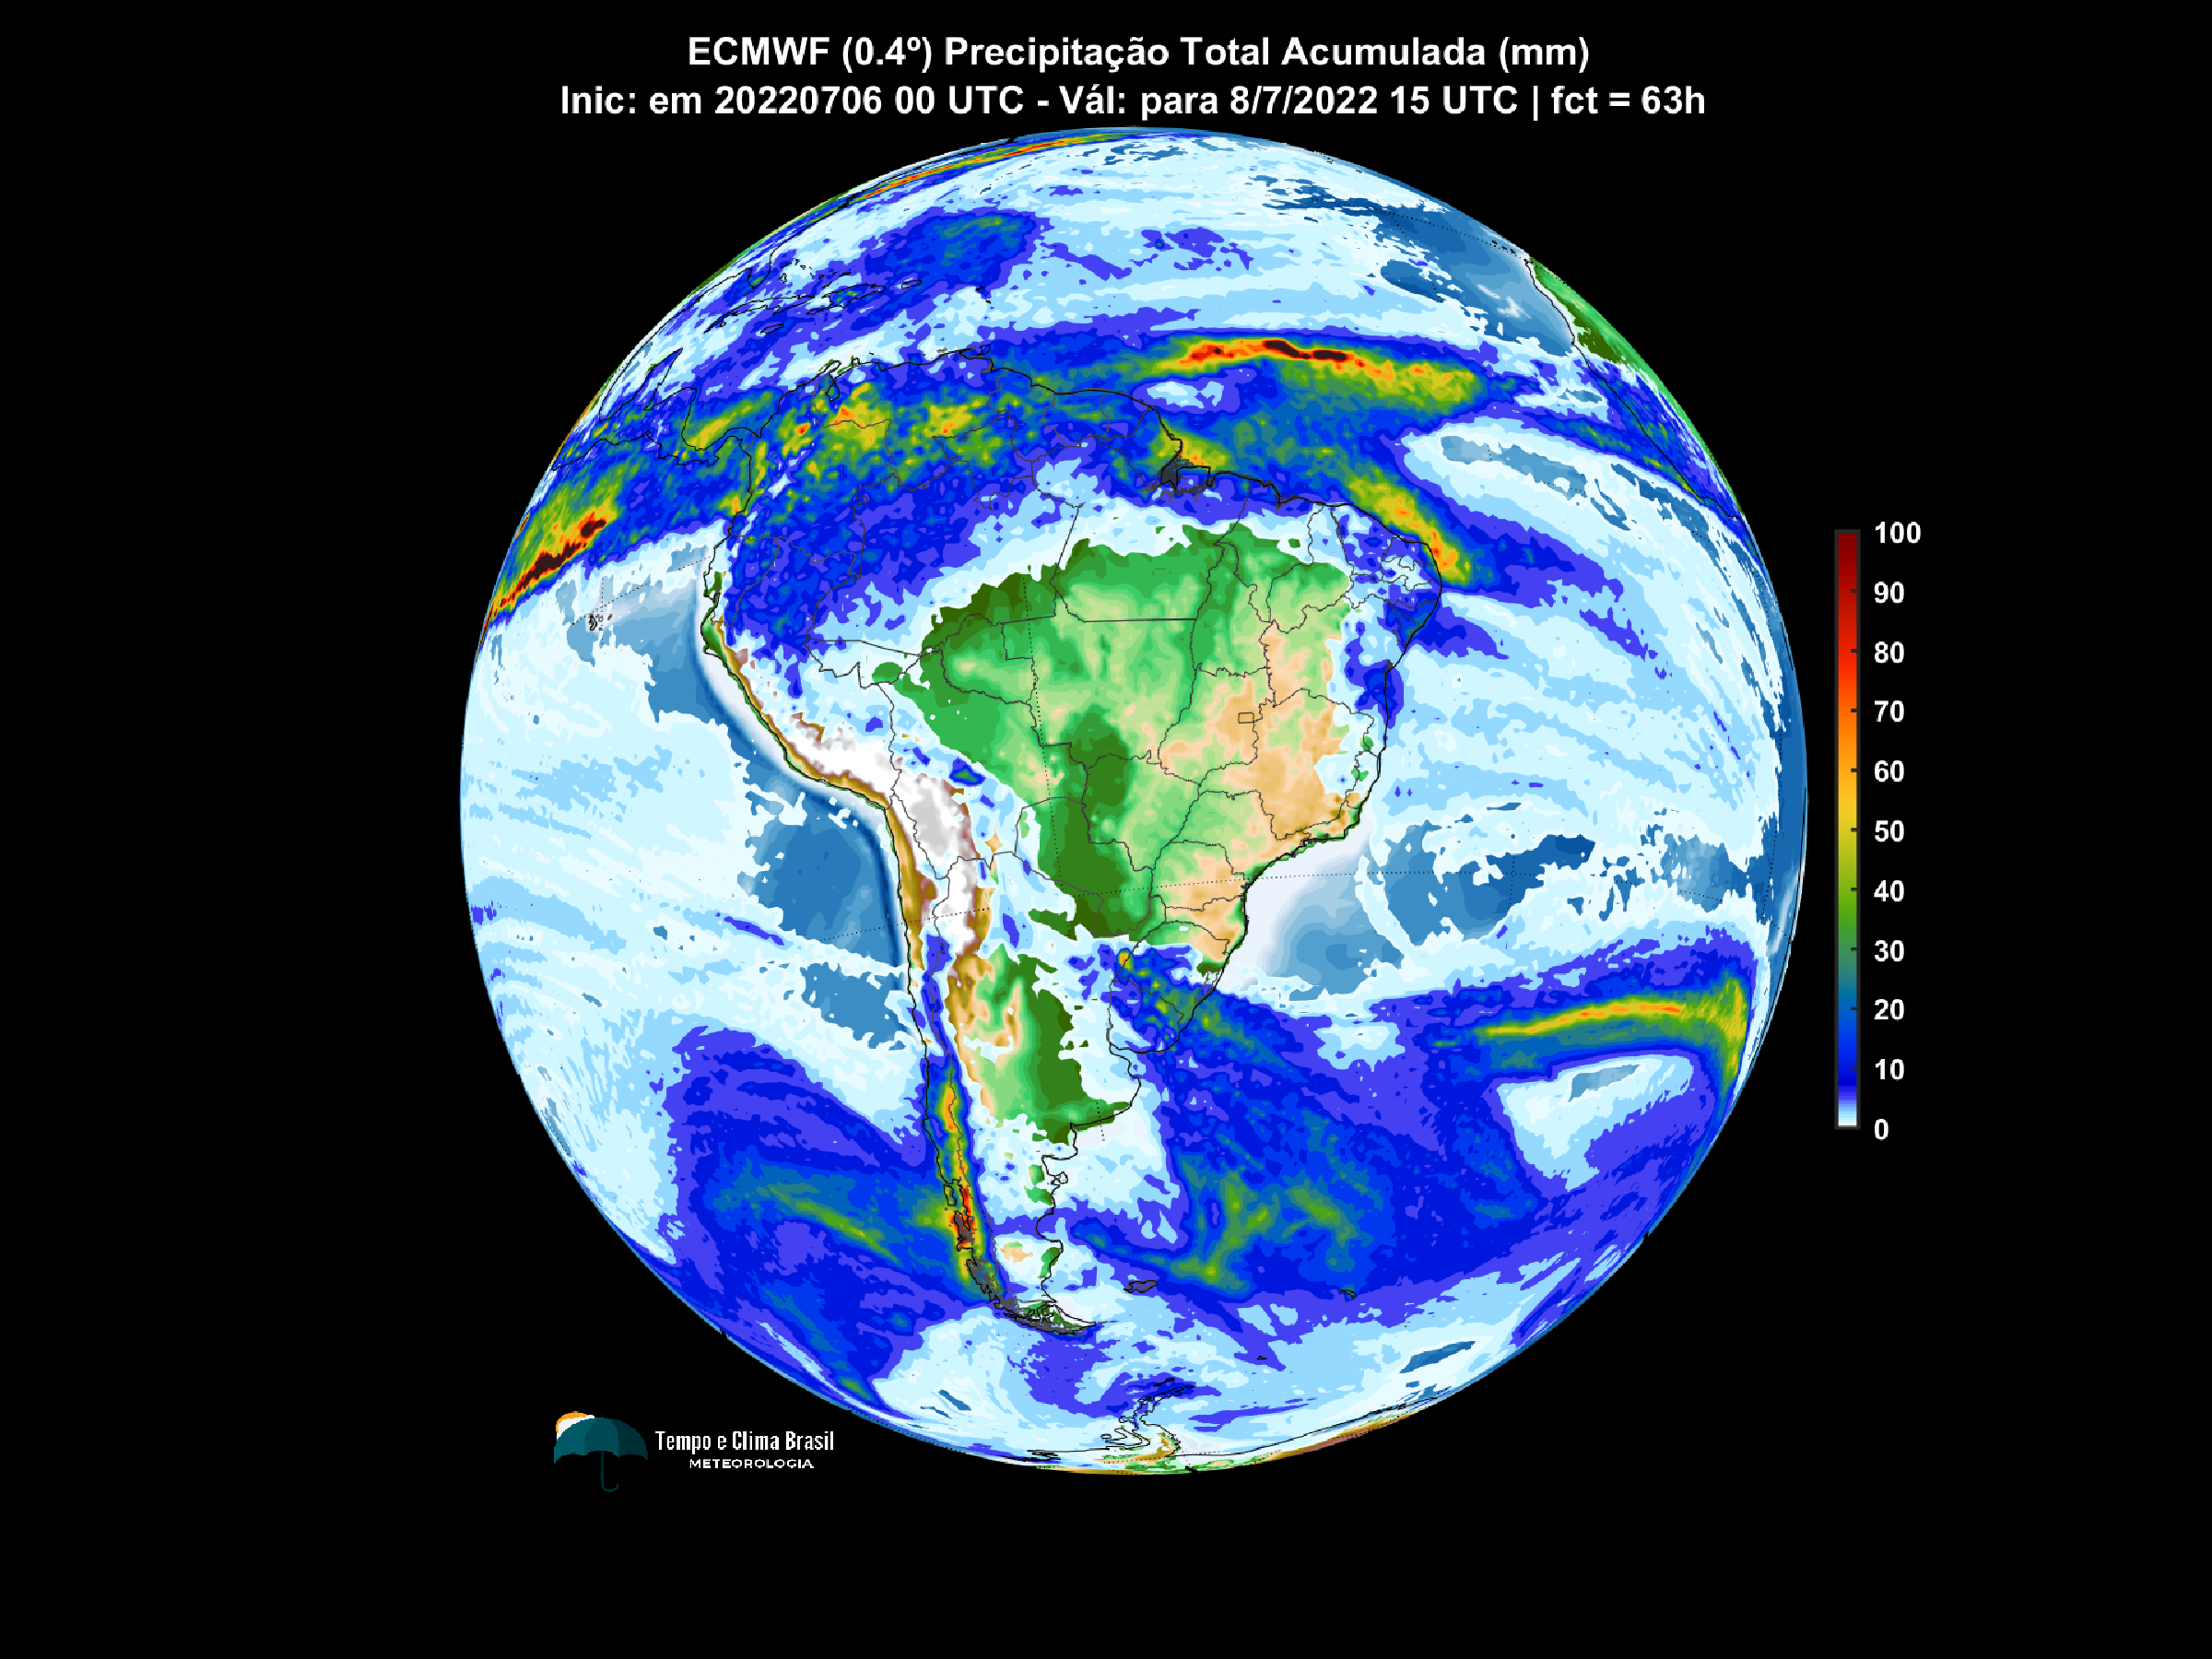 ECMWF (0.4º) Precipitação Total Acumulada (mm)
Inic: em 20220706 00 UTC - Vál: para 8/7/2022 15 UTC | fct = 63h
100
90
80
70
60
50
40
30
20
10
0
Tempo e Clima Brasil
METEOROLOGIA